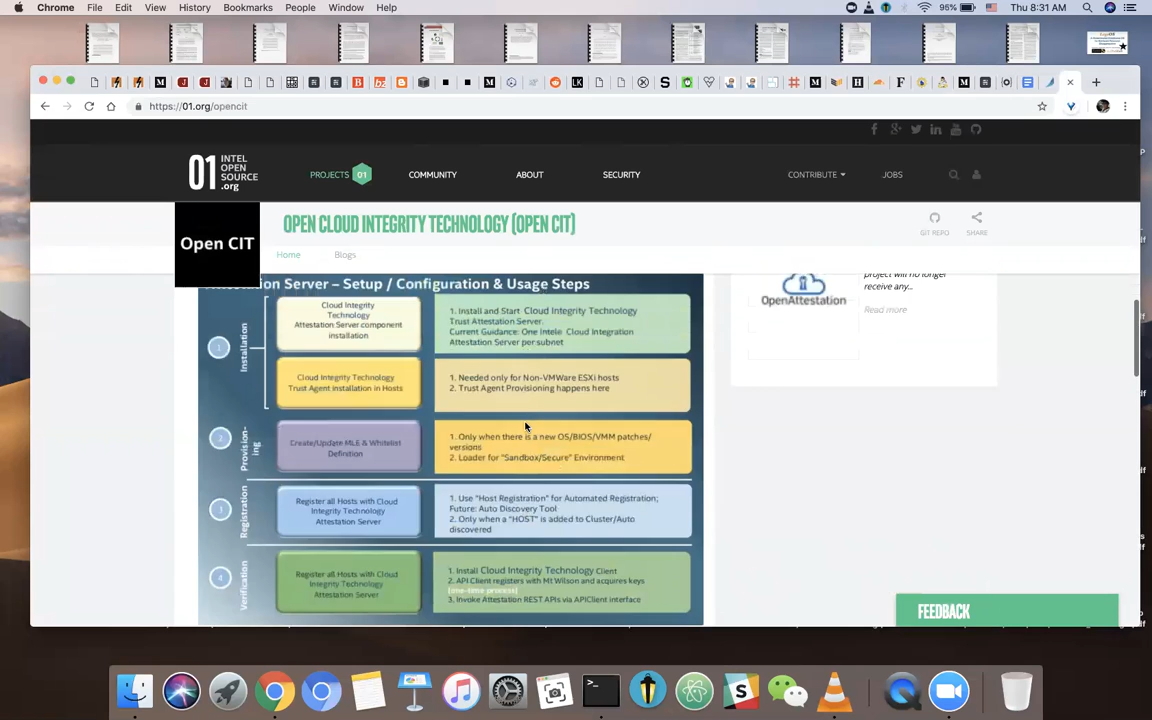 Chrome File Edit View History Bookmarks People Window Help 96% Thu 8:31 AM
https://01.org/opencit
01 INTEL
OPEN
SOURCE
.org
PROJECTS 01 COMMUNITY ABOUT SECURITY CONTRIBUTE JOBS
Open CIT
OPEN CLOUD INTEGRITY TECHNOLOGY (OPEN CIT)
GIT REPO SHARE
Home Blogs
Server – Setup / Configuration & Usage Steps
1
Installation
Cloud Integrity
Technology
Attestation Server component
installation
1. Install and Start Cloud Integrity Technology
Trust Attestation Server.
Current Guidance: One Intele Cloud Integration
Attestation Server per subnet
Cloud Integrity Technology
Trust Agent installation in Hosts
1. Needed only for Non-VMWare ESXi hosts
2. Trust Agent Provisioning happens here
2
Provision-
ing
Create/Update MLE & Whitelist
Definition
1. Only when there is a new OS/BIOS/VMM patches/
versions
2. Loader for "Sandbox/Secure" Environment
3
Registration
Register all Hosts with Cloud
Integrity Technology
Attestation Server
1. Use "Host Registration" for Automated Registration;
Future: Auto Discovery Tool
2. Only when a "HOST" is added to Cluster/Auto
discovered
4
Verification
Register all Hosts with Cloud
Integrity Technology
Attestation Server
1. Install Cloud Integrity Technology Client
2. API Client registers with Mt Wilson and acquires keys
(one-time process)
3. Invoke Attestation REST APIs via APIClient interface
OpenAttestation
project will no longer
receive any...
Read more
FEEDBACK